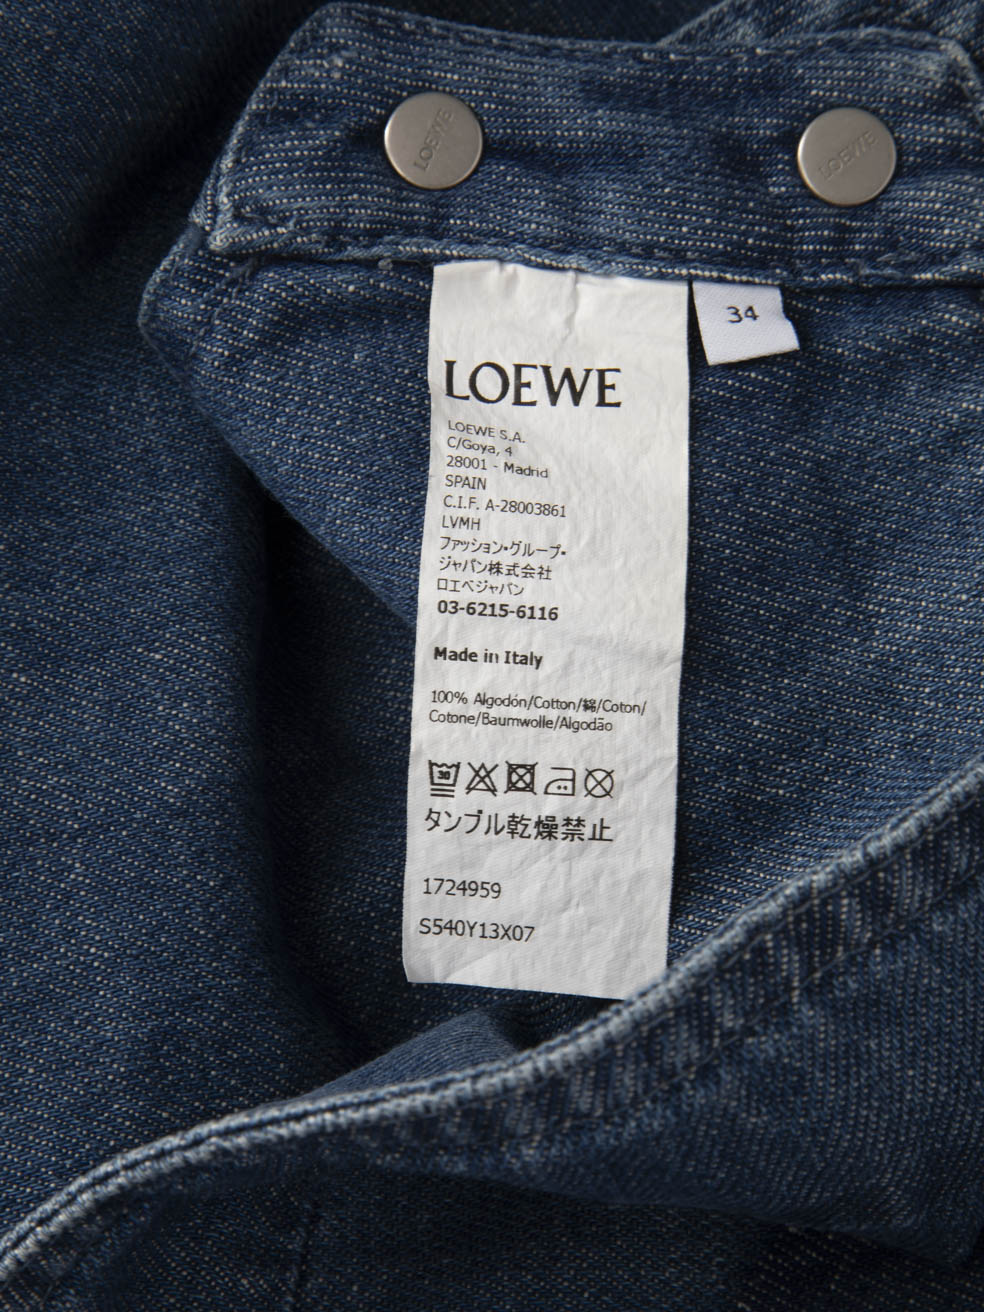 LOEWE
LOEWE
34
LOEWE
LOEWE S.A.
C/Goya, 4
28001 - Madrid
SPAIN
C.I.F. A-28003861
LVMH
ファッション・グループ・
ジャパン株式会社
ロエベジャパン
03-6215-6116
Made in Italy
100% Algodón/Cotton/綿/Coton/
Cotone/Baumwolle/Algodão
30
タンブル乾燥禁止
1724959
S540Y13X07